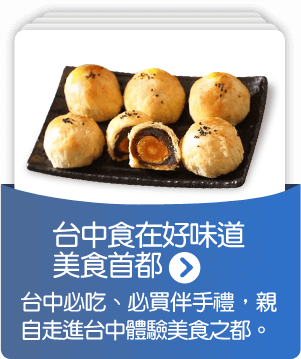 台中食在好味道
美食首都
台中必吃、必買伴手禮，親
自走進台中體驗美食之都。